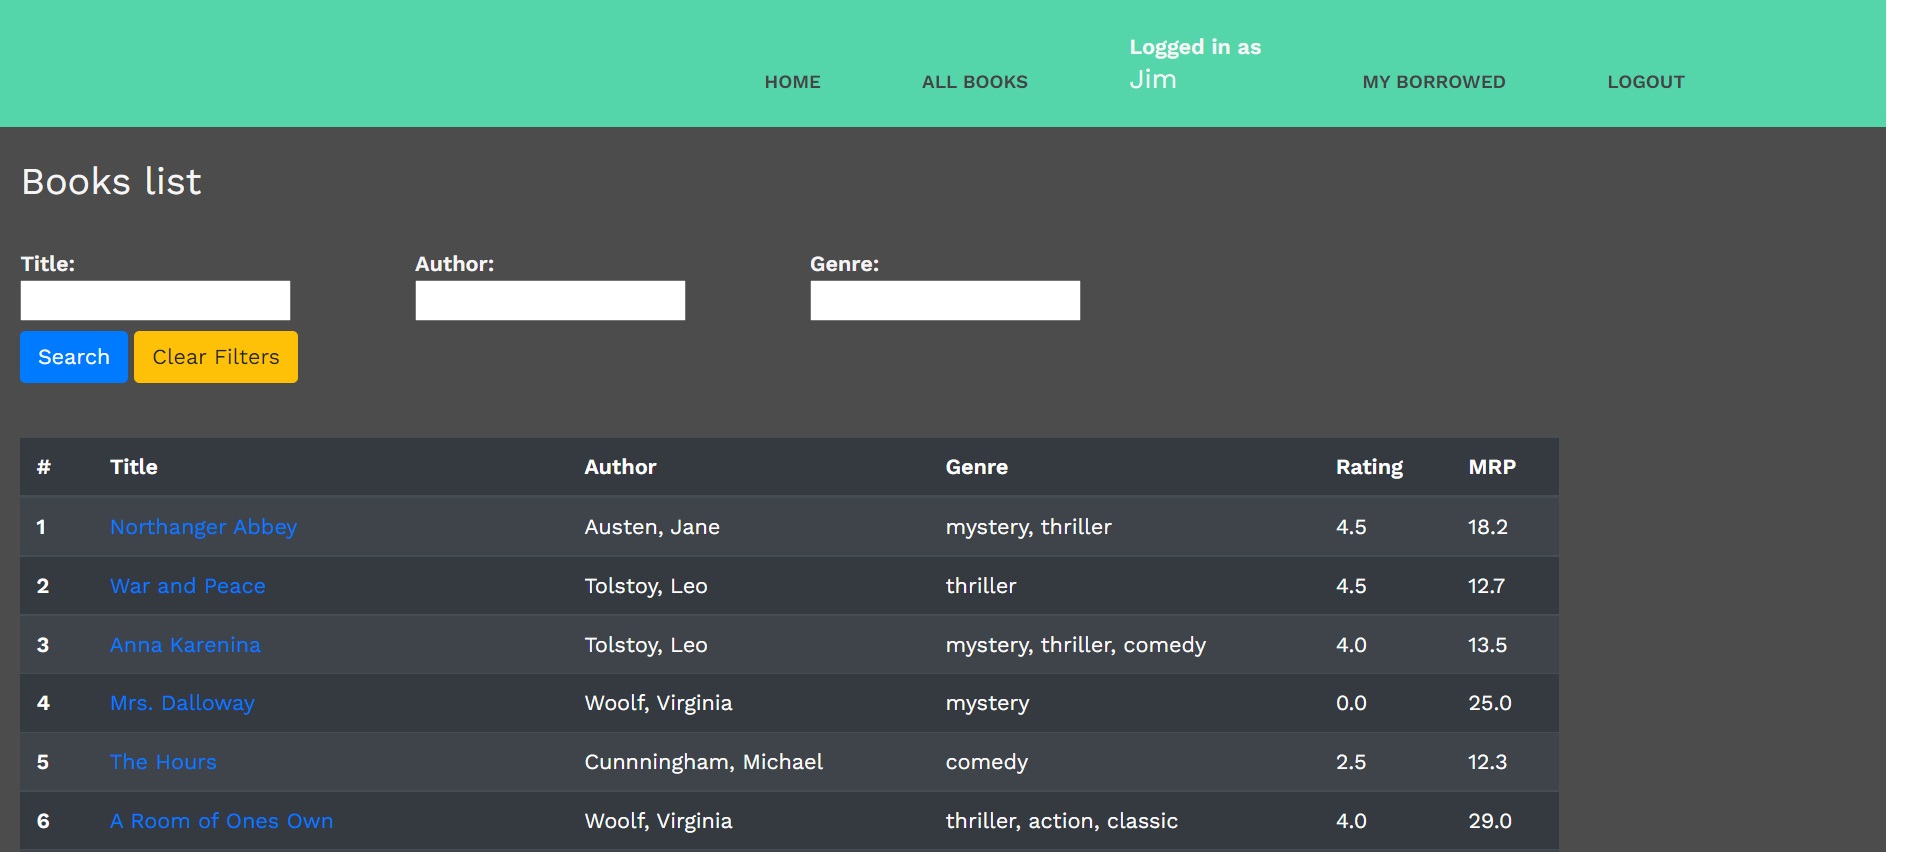 Logged in as
HOME ALL BOOKS Jim MY BORROWED LOGOUT
Books list
Title: Author: Genre:
Search Clear Filters
# Title Author Genre Rating MRP
1 Northanger Abbey Austen, Jane mystery, thriller 4.5 18.2
2 War and Peace Tolstoy, Leo thriller 4.5 12.7
3 Anna Karenina Tolstoy, Leo mystery, thriller, comedy 4.0 13.5
4 Mrs. Dalloway Woolf, Virginia mystery 0.0 25.0
5 The Hours Cunnningham, Michael comedy 2.5 12.3
6 A Room of Ones Own Woolf, Virginia thriller, action, classic 4.0 29.0